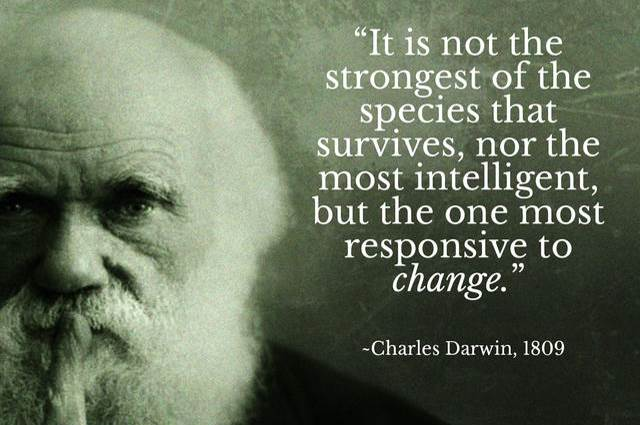 “It is not the
strongest of the
species that
survives, nor the
most intelligent,
but the one most
responsive to
change.”
~Charles Darwin, 1809